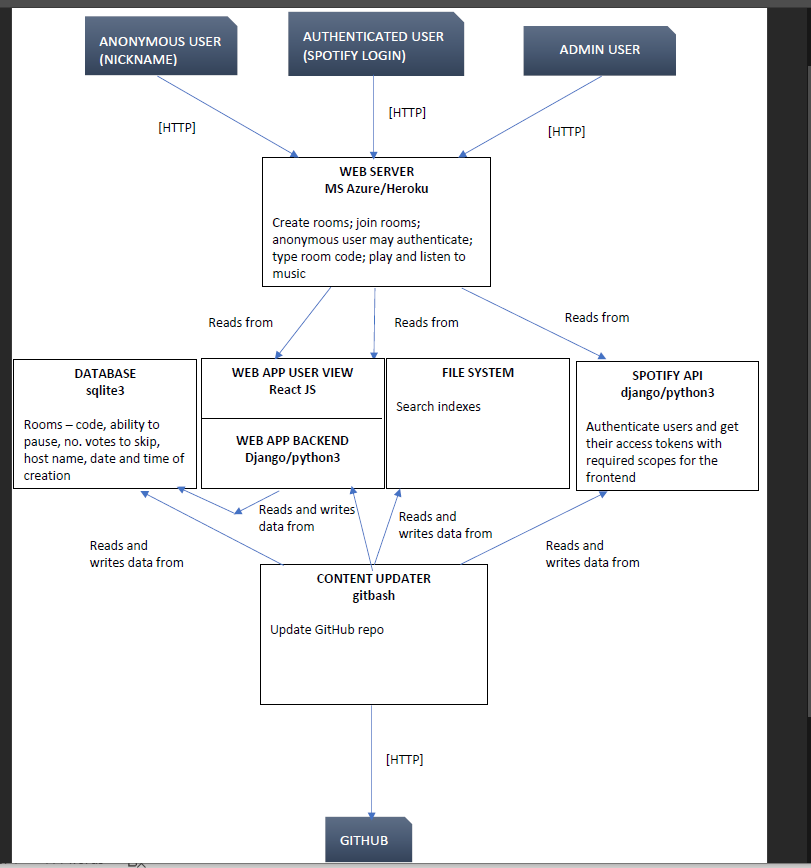 ANONYMOUS USER
(NICKNAME)
AUTHENTICATED USER
(SPOTIFY LOGIN)
ADMIN USER
[HTTP]
[HTTP]
[HTTP]
WEB SERVER
MS Azure/Heroku
Create rooms; join rooms;
anonymous user may authenticate;
type room code; play and listen to
music
Reads from
Reads from
Reads from
DATABASE
sqlite3
Rooms – code, ability to
pause, no. votes to skip,
host name, date and time of
creation
WEB APP USER VIEW
React JS
WEB APP BACKEND
Django/python3
FILE SYSTEM
Search indexes
SPOTIFY API
django/python3
Authenticate users and get
their access tokens with
required scopes for the
frontend
Reads and writes
data from
Reads and
writes data from
Reads and
writes data from
Reads and
writes data from
CONTENT UPDATER
gitbash
Update GitHub repo
[HTTP]
GITHUB